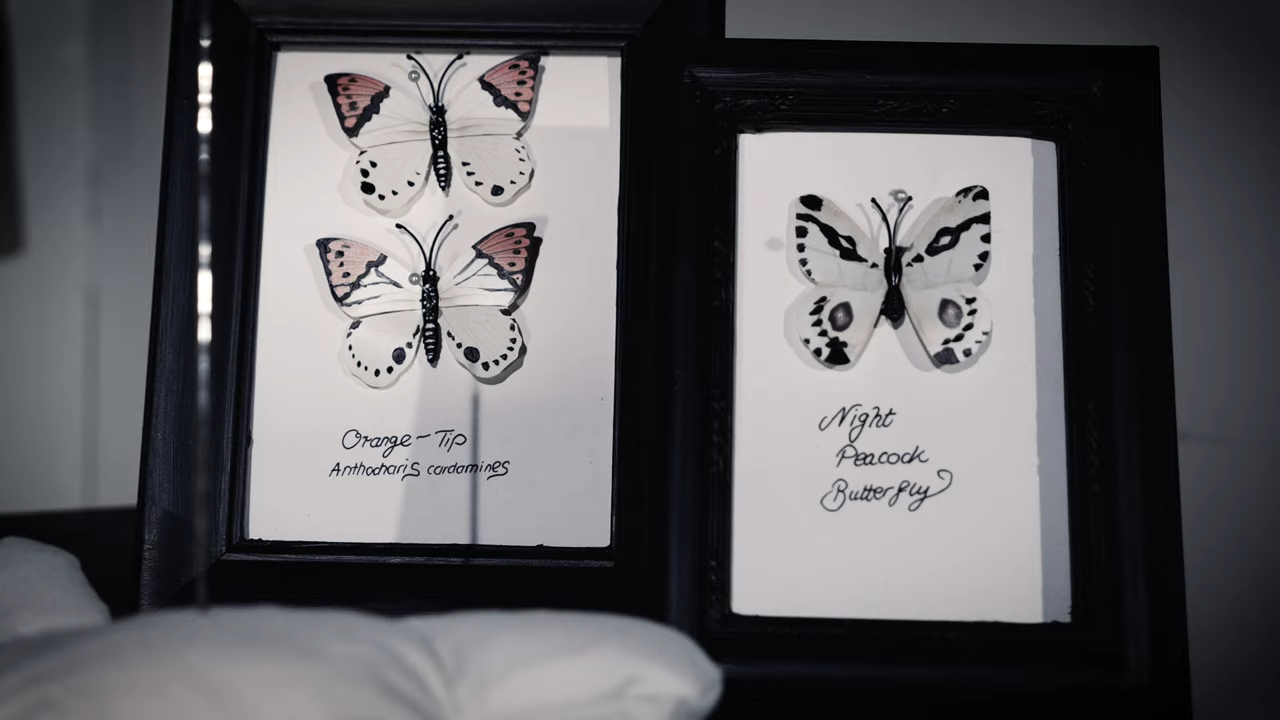 Orange-Tip
Anthocharis cardamines
Night
Peacock
Butterfly